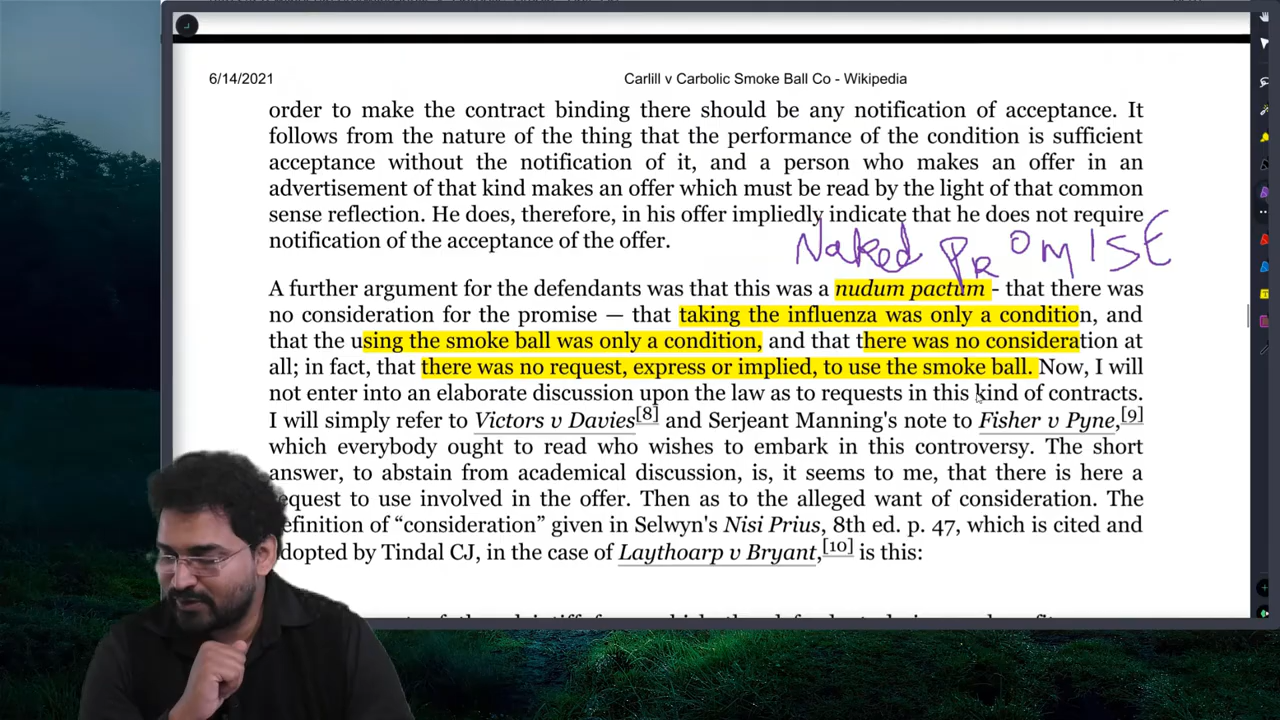 6/14/2021
Carlill v Carbolic Smoke Ball Co - Wikipedia
order to make the contract binding there should be any notification of acceptance. It
follows from the nature of the thing that the performance of the condition is sufficient
acceptance without the notification of it, and a person who makes an offer in an
advertisement of that kind makes an offer which must be read by the light of that common
sense reflection. He does, therefore, in his offer impliedly indicate that he does not require
notification of the acceptance of the offer.
Naked PROMISE
A further argument for the defendants was that this was a nudum pactum - that there was
no consideration for the promise — that taking the influenza was only a condition, and
that the using the smoke ball was only a condition, and that there was no consideration at
all; in fact, that there was no request, express or implied, to use the smoke ball. Now, I will
not enter into an elaborate discussion upon the law as to requests in this kind of contracts.
I will simply refer to Victors v Davies[8] and Serjeant Manning's note to Fisher v Pyne,[9]
which everybody ought to read who wishes to embark in this controversy. The short
answer, to abstain from academical discussion, is, it seems to me, that there is here a
equest to use involved in the offer. Then as to the alleged want of consideration. The
efinition of “consideration” given in Selwyn's Nisi Prius, 8th ed. p. 47, which is cited and
dopted by Tindal CJ, in the case of Laythoarp v Bryant,[10] is this: